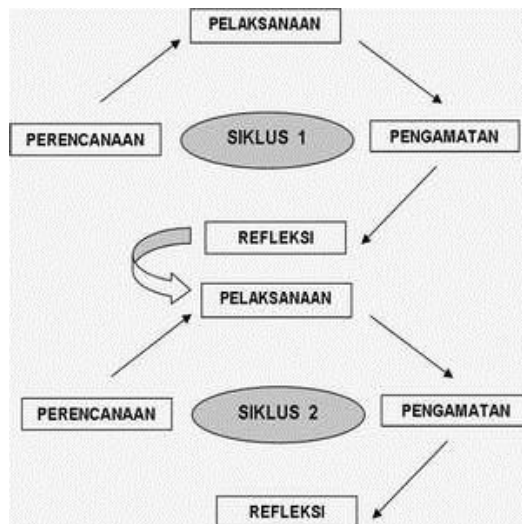 PELAKSANAAN
PERENCANAAN
SIKLUS 1
PENGAMATAN
REFLEKSI
PELAKSANAAN
PERENCANAAN
SIKLUS 2
PENGAMATAN
REFLEKSI